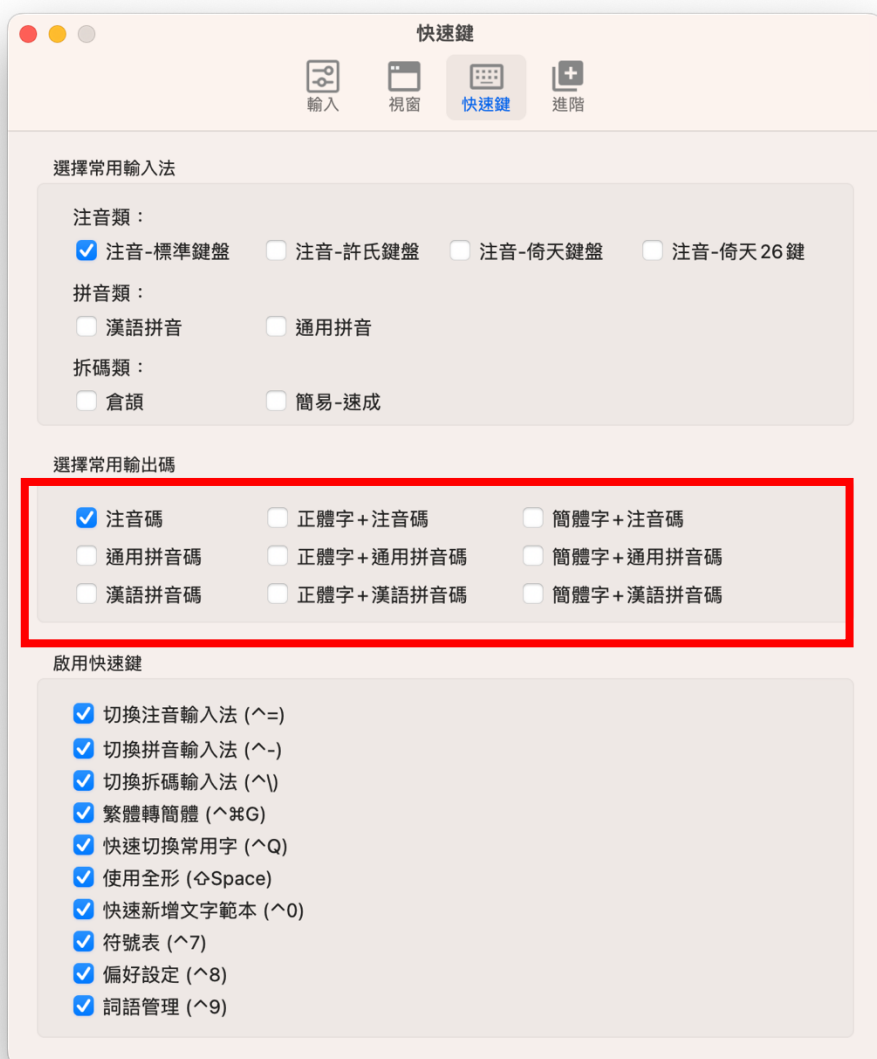 快速鍵
輸入 視窗 快速鍵 進階
選擇常用輸入法
注音類：
注音-標準鍵盤 注音-許氏鍵盤 注音-倚天鍵盤 注音-倚天26鍵
拼音類：
漢語拼音 通用拼音
拆碼類：
倉頡 簡易-速成
選擇常用輸出碼
注音碼 正體字+注音碼 簡體字+注音碼
通用拼音碼 正體字+通用拼音碼 簡體字+通用拼音碼
漢語拼音碼 正體字+漢語拼音碼 簡體字+漢語拼音碼
啟用快速鍵
切換注音輸入法 (^=)
切換拼音輸入法 (^-)
切換拆碼輸入法 (^\)
繁體轉簡體 (^⌘G)
快速切換常用字 (^Q)
使用全形 (⇧Space)
快速新增文字範本 (^0)
符號表 (^7)
偏好設定 (^8)
詞語管理 (^9)